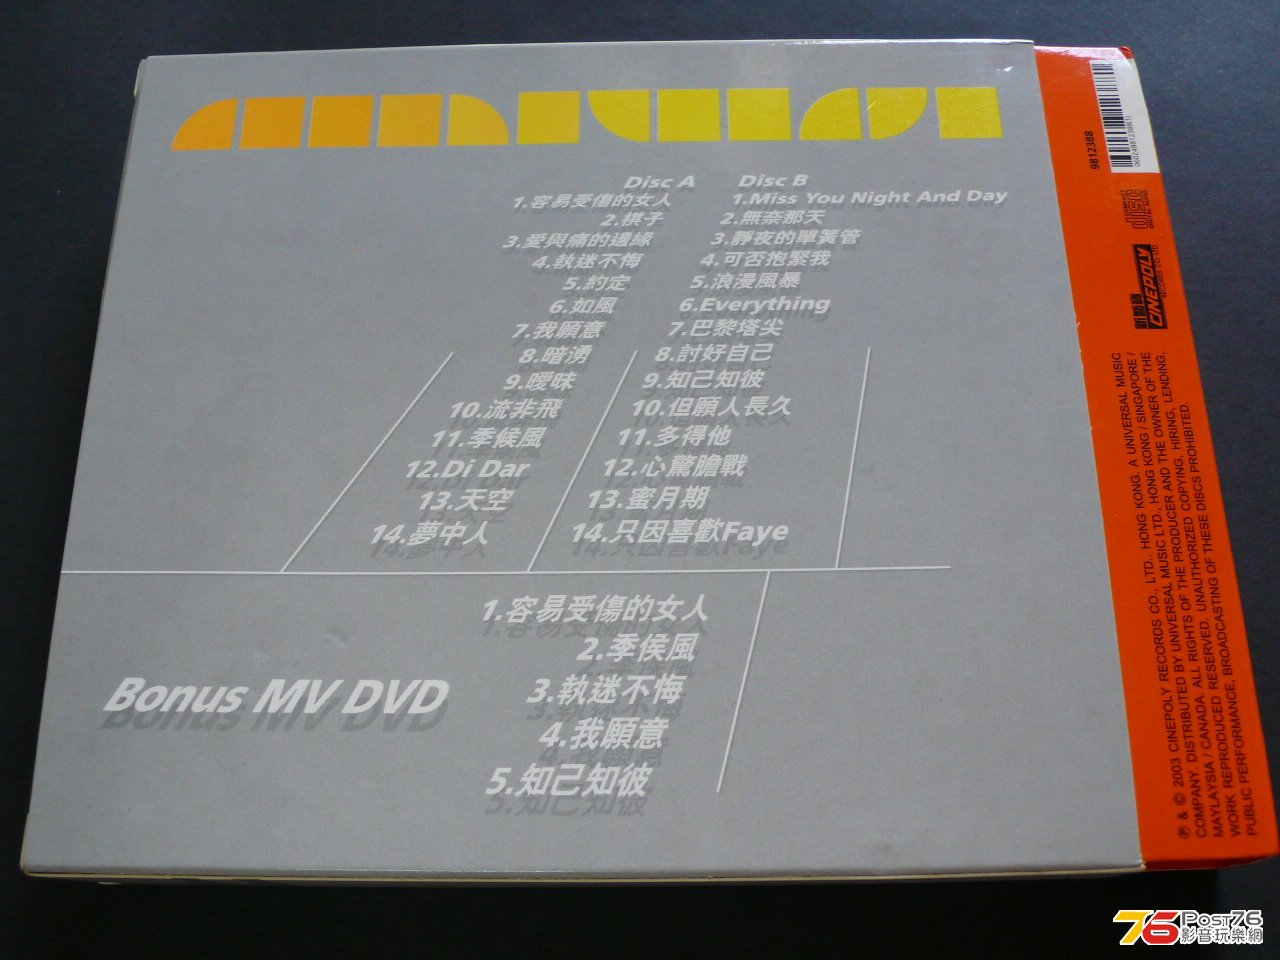 Disc A
1.容易受傷的女人
2.棋子
3.愛與痛的邊緣
4.執迷不悔
5.約定
6.如風
7.我願意
8.暗湧
9.曖昧
10.流非飛
11.季候風
12.Di Dar
13.天空
14.夢中人
Disc B
1.Miss You Night And Day
2.無奈那天
3.靜夜的單簧管
4.可否抱緊我
5.浪漫風暴
6.Everything
7.巴黎塔尖
8.討好自己
9.知己知彼
10.但願人長久
11.多得他
12.心驚膽戰
13.蜜月期
14.只因喜歡Faye
Bonus MV DVD
1.容易受傷的女人
2.季候風
3.執迷不悔
4.我願意
5.知己知彼
9812388
COMPACT
disc
DIGITAL AUDIO
新藝寶
CINEPOLY
RECORDS CO. LTD.
℗ & © 2003 CINEPOLY RECORDS CO., LTD., HONG KONG. A UNIVERSAL MUSIC
COMPANY. DISTRIBUTED BY UNIVERSAL MUSIC LTD., HONG KONG / SINGAPORE /
MAYLAYSIA / CANADA. ALL RIGHTS OF THE PRODUCER AND THE OWNER OF THE
WORK REPRODUCED RESERVED. UNAUTHORIZED COPYING, HIRING, LENDING,
PUBLIC PERFORMANCE, BROADCASTING OF THESE DISCS PROHIBITED.
76 Post76
影音玩樂網